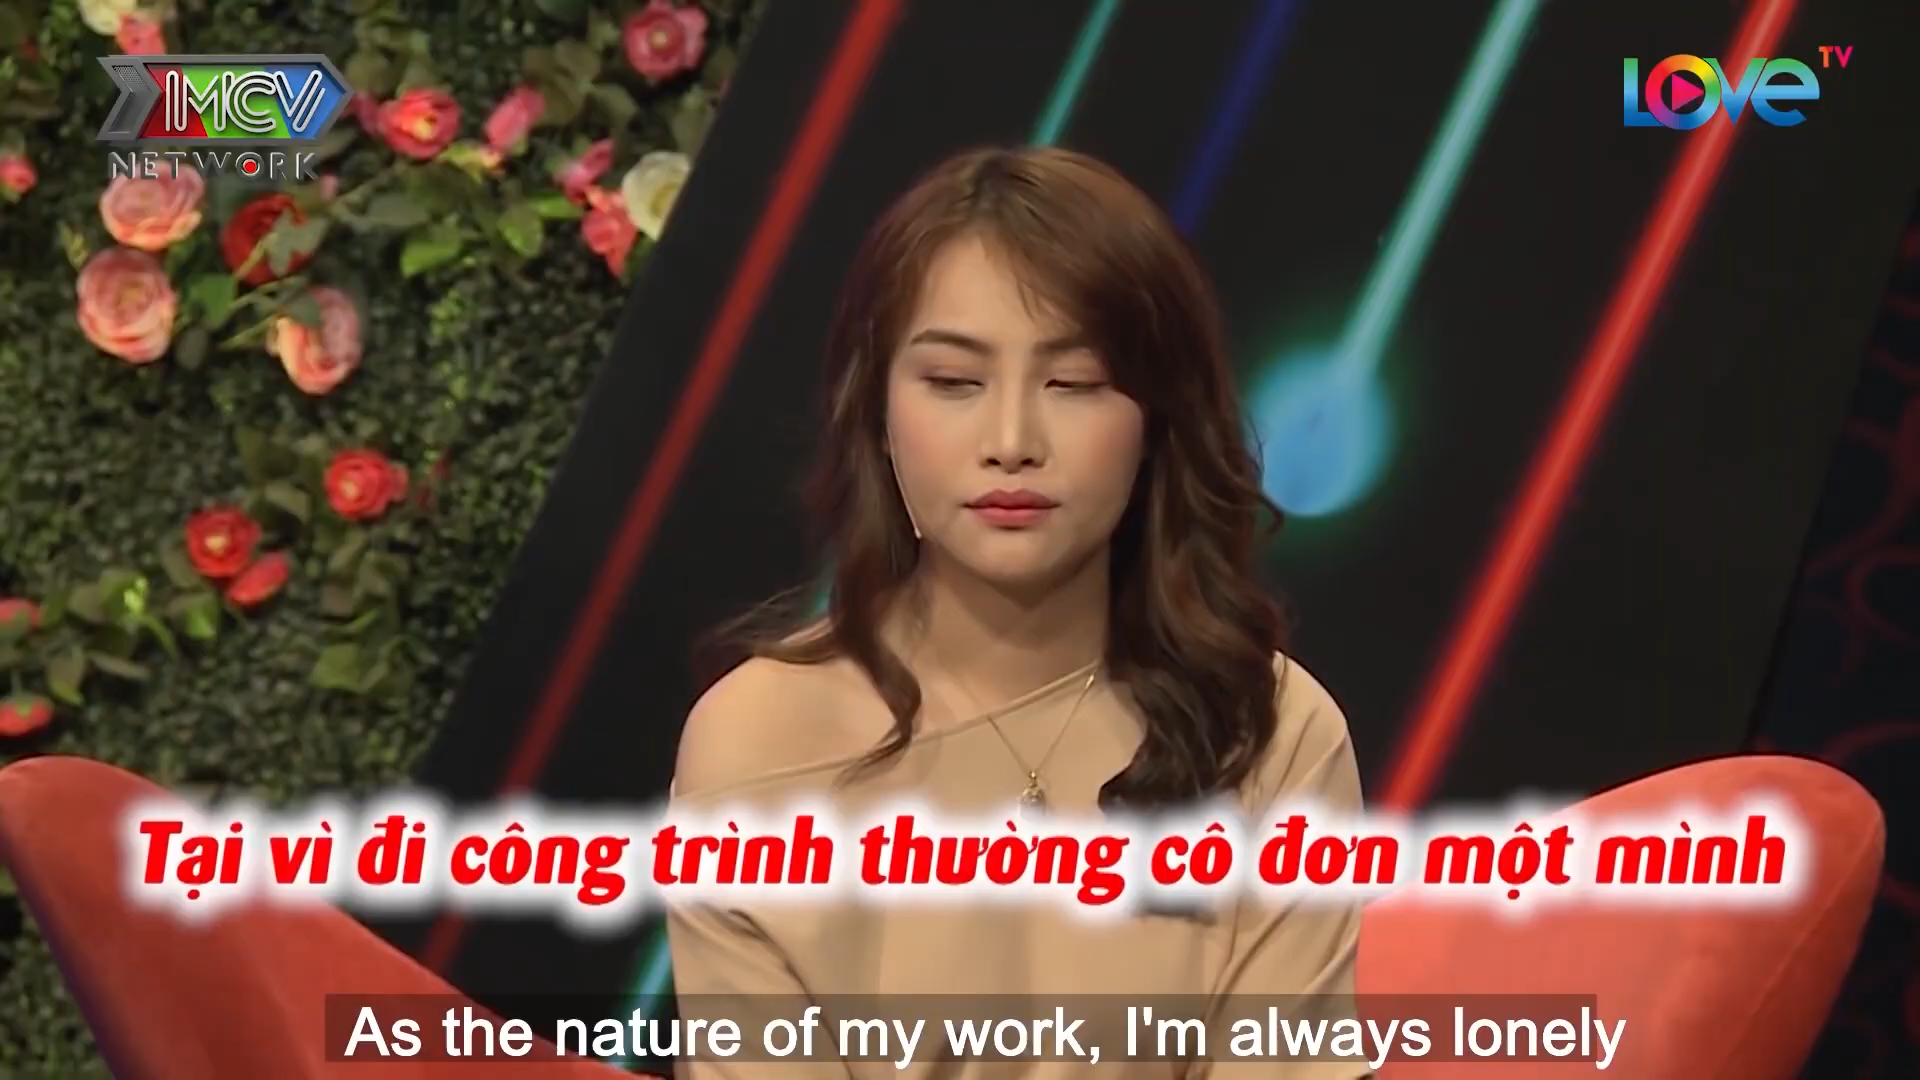 MCV
NETWORK
LOVE TV
Tại vì đi công trình thường cô đơn một mình
As the nature of my work, I'm always lonely